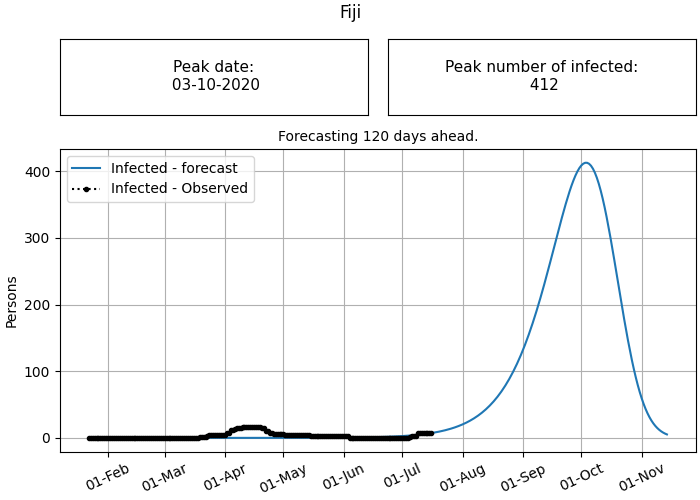 Fiji
Peak date:
03-10-2020
Peak number of infected:
412
Forecasting 120 days ahead.
Infected - forecast
Infected - Observed
Persons
400
300
200
100
0
01-Feb
01-Mar
01-Apr
01-May
01-Jun
01-Jul
01-Aug
01-Sep
01-Oct
01-Nov